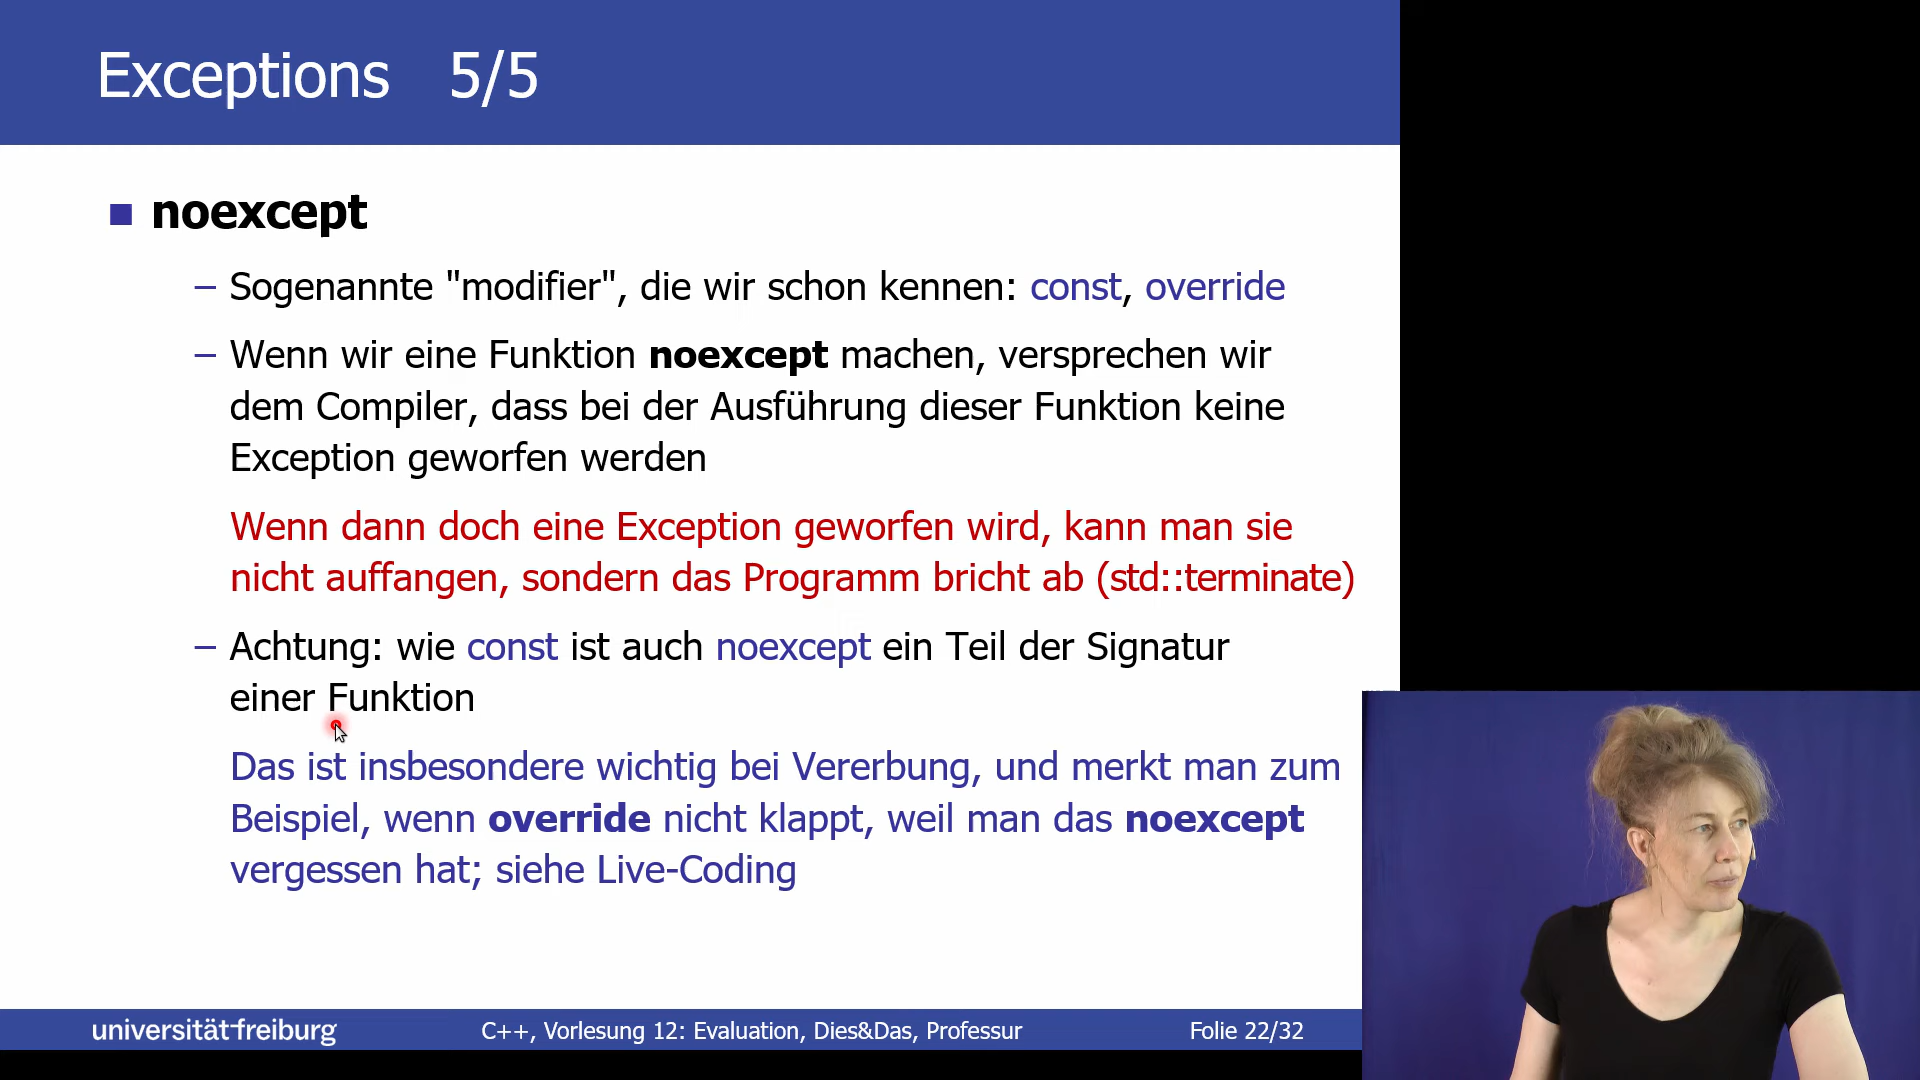 Exceptions 5/5
noexcept
– Sogenannte "modifier", die wir schon kennen: const, override
– Wenn wir eine Funktion noexcept machen, versprechen wir
dem Compiler, dass bei der Ausführung dieser Funktion keine
Exception geworfen werden
Wenn dann doch eine Exception geworfen wird, kann man sie
nicht auffangen, sondern das Programm bricht ab (std::terminate)
– Achtung: wie const ist auch noexcept ein Teil der Signatur
einer Funktion
Das ist insbesondere wichtig bei Vererbung, und merkt man zum
Beispiel, wenn override nicht klappt, weil man das noexcept
vergessen hat; siehe Live-Coding
universität freiburg C++, Vorlesung 12: Evaluation, Dies&Das, Professur Folie 22/32